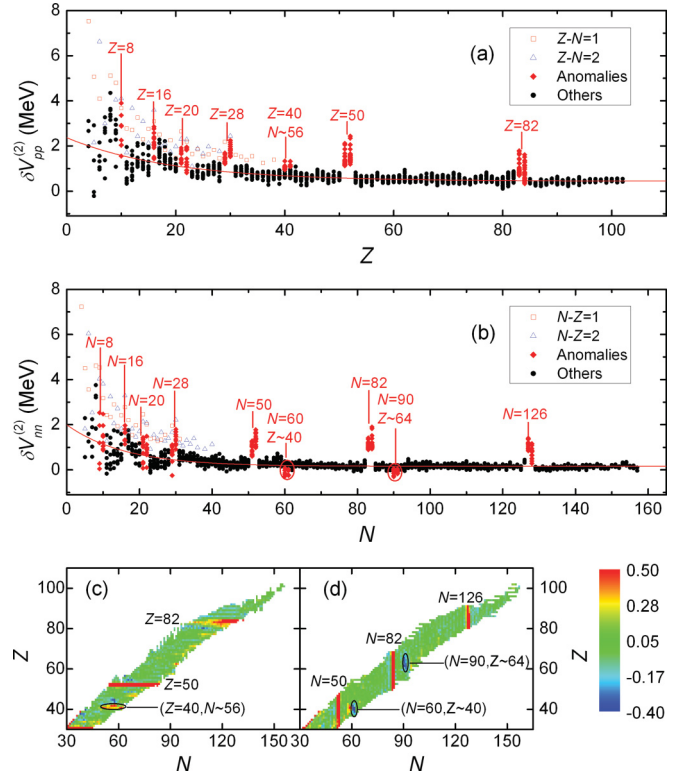 8
6
4
2
0
δV'pp(2) (MeV)
Z=8
Z=16
Z=20
Z=28
Z=40
N~56
Z=50
Z=82
(a)
Z-N=1
Z-N=2
Anomalies
Others
0 20 40 60 80 100
Z
8
6
4
2
0
δVnn(2) (MeV)
N=8
N=16
N=20
N=28
N=50
N=60
Z~40
N=82
N=90
Z~64
N=126
(b)
N-Z=1
N-Z=2
Anomalies
Others
0 20 40 60 80 100 120 140 160
N
(c)
Z
100
80
60
40
Z=82
Z=50
(Z=40,N~56)
30 60 90 120 150
N
(d)
N=126
N=82
N=50
(N=90,Z~64)
(N=60,Z~40)
30 60 90 120 150
N
100
80
60
40
Z
0.50
0.28
0.05
-0.18
-0.40